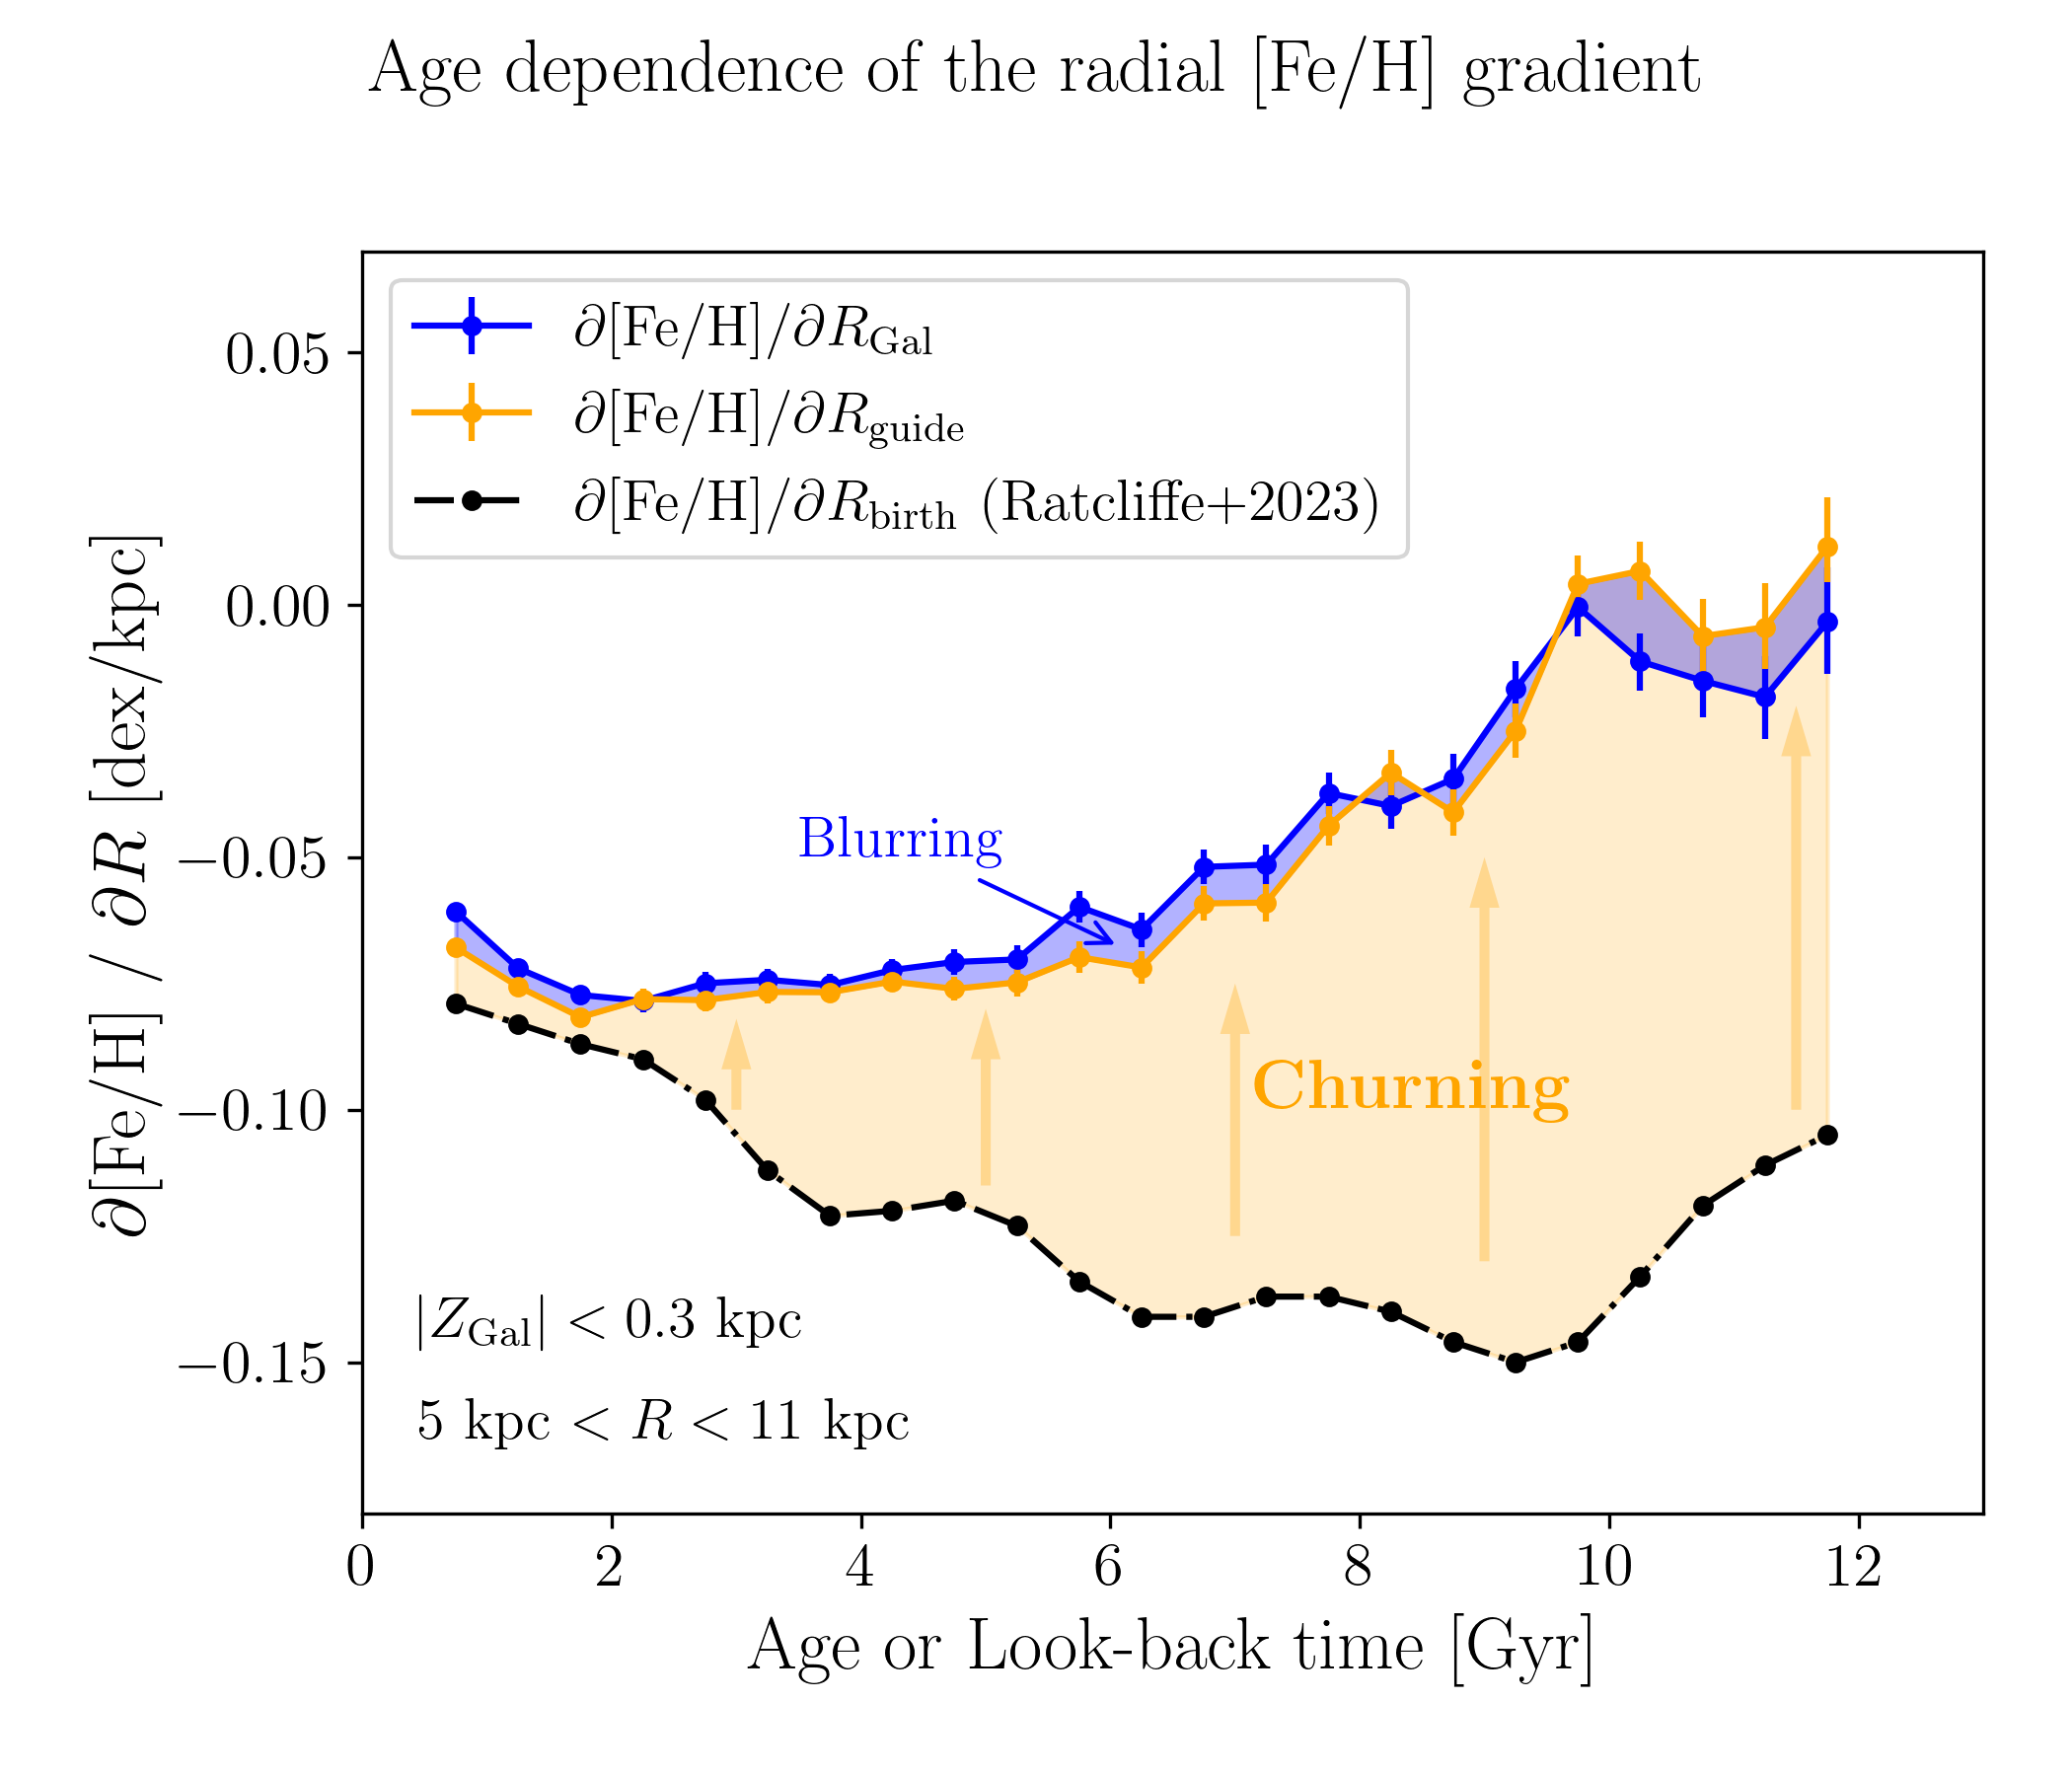 Age dependence of the radial [Fe/H] gradient
∂[Fe/H]/∂R_Gal
∂[Fe/H]/∂R_guide
∂[Fe/H]/∂R_birth (Ratcliffe+2023)
∂[Fe/H] / ∂R [dex/kpc]
0.05
0.00
−0.05
−0.10
−0.15
Blurring
Churning
|Z_Gal| < 0.3 kpc
5 kpc < R < 11 kpc
0 2 4 6 8 10 12
Age or Look-back time [Gyr]